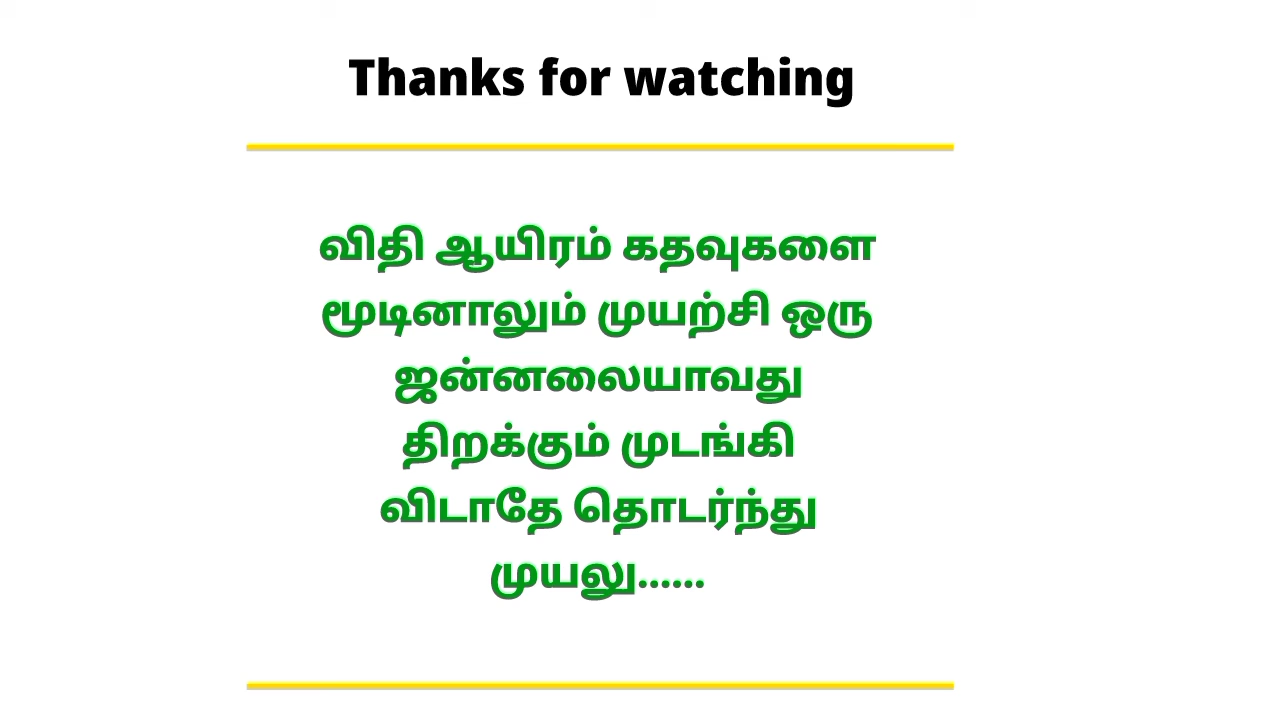 Thanks for watching
விதி ஆயிரம் கதவுகளை
மூடினாலும் முயற்சி ஒரு
ஜன்னலையாவது
திறக்கும் முடங்கி
விடாதே தொடர்ந்து
முயலு......